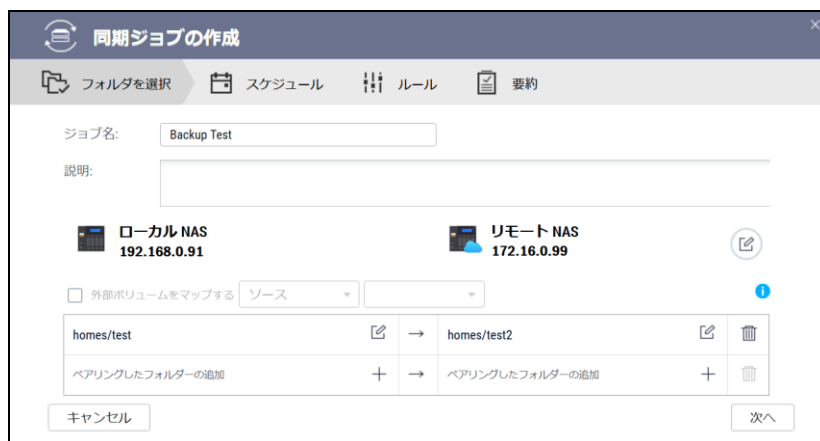 同期ジョブの作成
フォルダを選択 スケジュール ルール 要約
ジョブ名: Backup Test
説明:
ローカル NAS リモート NAS
192.168.0.91 172.16.0.99
外部ボリュームをマップする ソース
homes/test → homes/test2
ペアリングしたフォルダーの追加 + → ペアリングしたフォルダーの追加 +
キャンセル 次へ